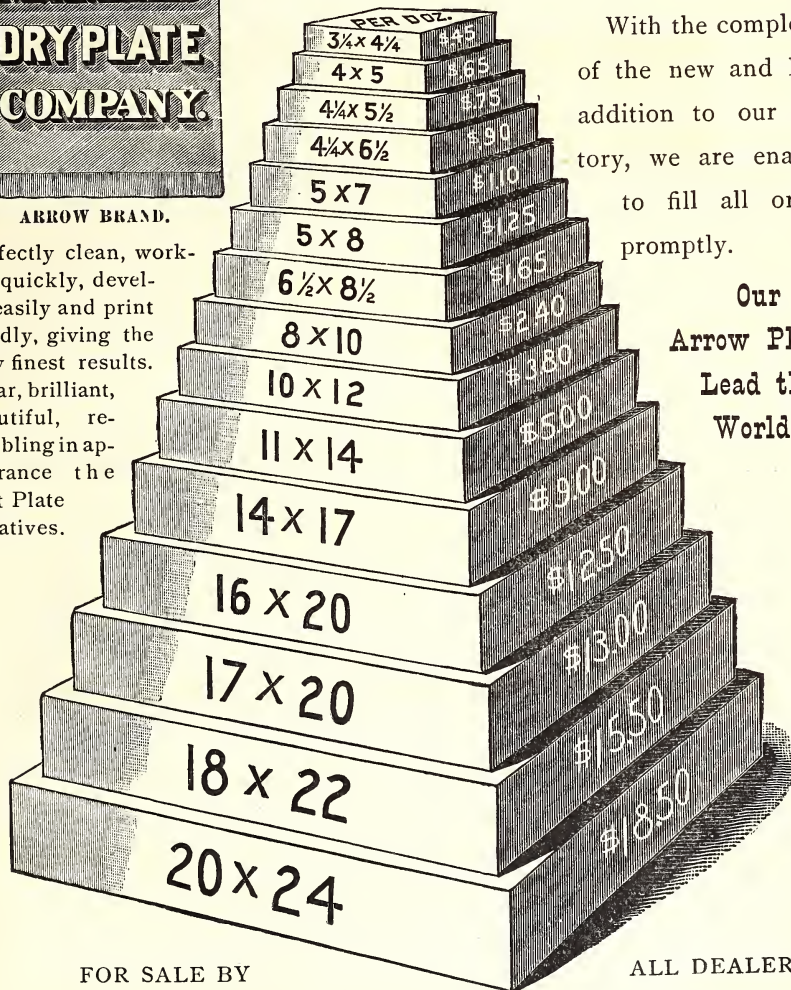 DRY PLATE
COMPANY.
ARROW BRAND.
fectly clean, work-
quickly, devel-
easily and print
dly, giving the
y finest results.
ar, brilliant,
utiful, re-
bling in ap-
rance the
t Plate
atives.
With the comple
of the new and l
addition to our
tory, we are ena
to fill all or
promptly.
Our
Arrow Pl
Lead th
World
PER DOZ.
3¼ x 4¼ $.45
4 x 5 $.65
4¼ x 5½ $.75
4¼ x 6½ $.90
5 x 7 $1.10
5 x 8 $1.25
6½ x 8½ $1.65
8 x 10 $2.40
10 x 12 $3.80
11 x 14 $5.00
14 x 17 $9.00
16 x 20 $12.50
17 x 20 $13.00
18 x 22 $15.50
20 x 24 $18.50
FOR SALE BY ALL DEALER